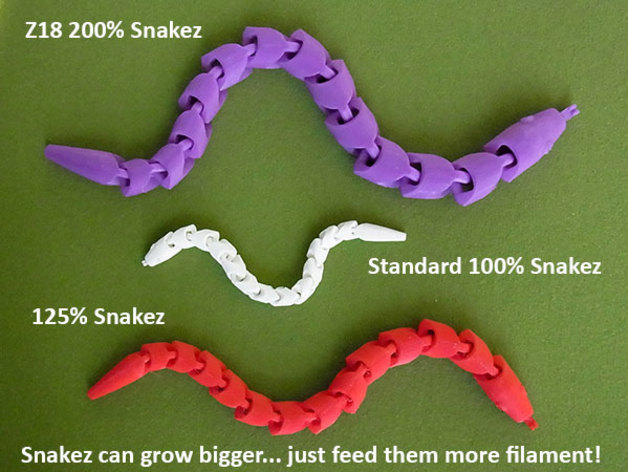 Z18 200% Snakez
Standard 100% Snakez
125% Snakez
Snakez can grow bigger... just feed them more filament!